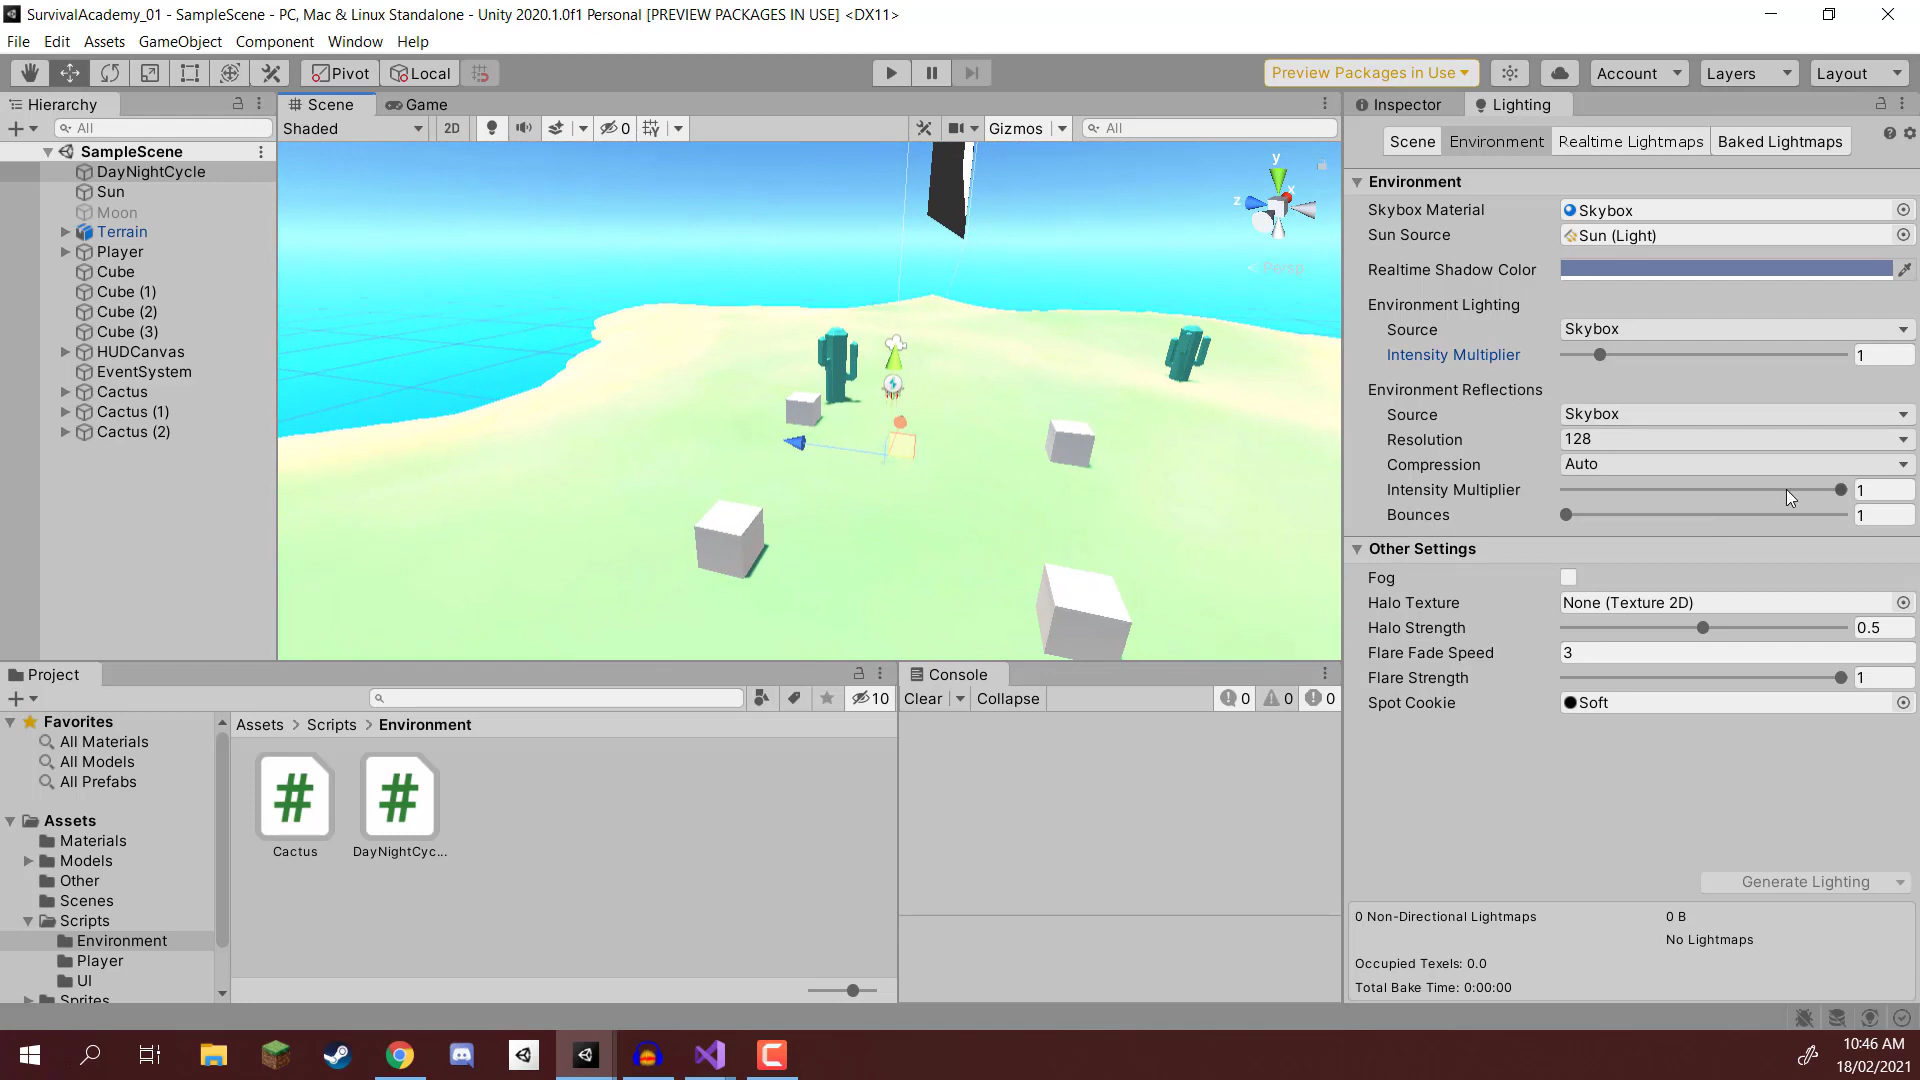 SurvivalAcademy_01 - SampleScene - PC, Mac & Linux Standalone - Unity 2020.1.0f1 Personal [PREVIEW PACKAGES IN USE] <DX11>
File Edit Assets GameObject Component Window Help
Pivot Local Preview Packages in Use Account Layers Layout
Hierarchy
All
SampleScene
DayNightCycle
Sun
Moon
Terrain
Player
Cube
Cube (1)
Cube (2)
Cube (3)
HUDCanvas
EventSystem
Cactus
Cactus (1)
Cactus (2)
Scene Game
Shaded 2D 0 Gizmos All
y
x
z
< Persp
Inspector Lighting
Scene Environment Realtime Lightmaps Baked Lightmaps
Environment
Skybox Material Skybox
Sun Source Sun (Light)
Realtime Shadow Color
Environment Lighting
Source Skybox
Intensity Multiplier 1
Environment Reflections
Source Skybox
Resolution 128
Compression Auto
Intensity Multiplier 1
Bounces 1
Other Settings
Fog
Halo Texture None (Texture 2D)
Halo Strength 0.5
Flare Fade Speed 3
Flare Strength 1
Spot Cookie Soft
Generate Lighting
0 Non-Directional Lightmaps 0 B
No Lightmaps
Occupied Texels: 0.0
Total Bake Time: 0:00:00
Project
10
Favorites
All Materials
All Models
All Prefabs
Assets
Materials
Models
Other
Scenes
Scripts
Environment
Player
UI
Sprites
Assets > Scripts > Environment
#
#
Cactus DayNightCyc...
Console
Clear Collapse 0 0 0
10:46 AM
18/02/2021